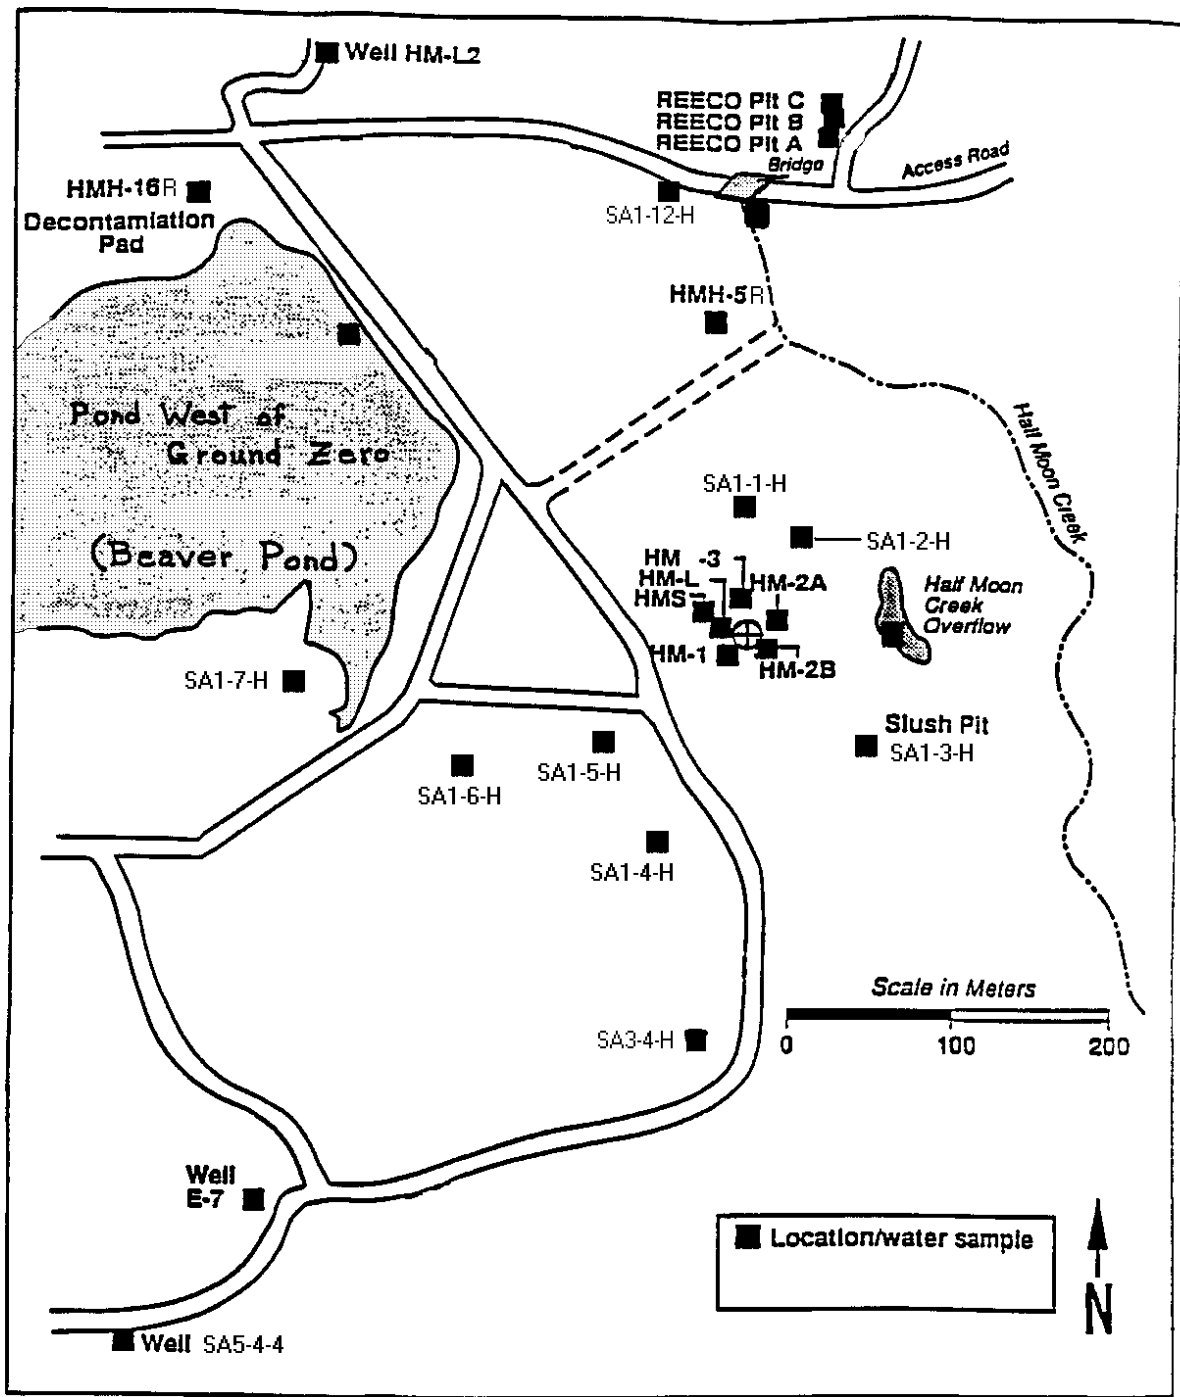 Well HM-L2
REECO Pit C
REECO Pit B
REECO Pit A
Bridge
Access Road
HMH-16R
Decontamiation
Pad
SA1-12-H
HMH-5R
Pond West of
Ground Zero
(Beaver Pond)
Half Moon Creek
SA1-1-H
SA1-2-H
HM -3
HM-L
HM-2A
HMS
HM-1
HM-2B
Half Moon
Creek
Overflow
SA1-7-H
Slush Pit
SA1-3-H
SA1-5-H
SA1-6-H
SA1-4-H
Scale in Meters
0 100 200
SA3-4-H
Well
E-7
Location/water sample
N
Well SA5-4-4